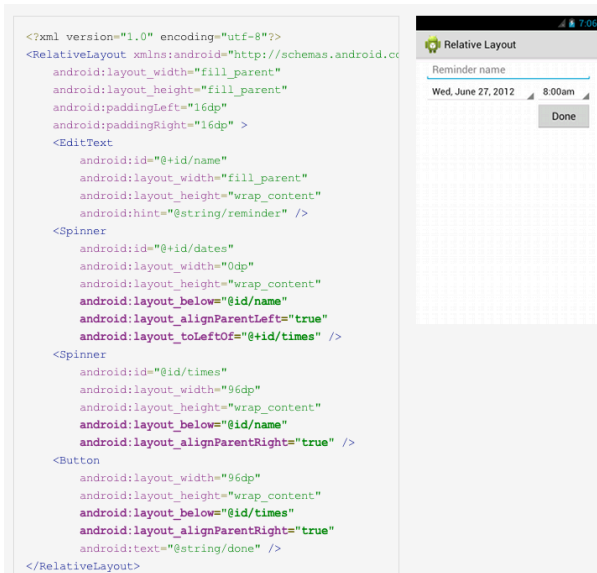 <?xml version="1.0" encoding="utf-8"?>
<RelativeLayout xmlns:android="http://schemas.android.co
android:layout_width="fill_parent"
android:layout_height="fill_parent"
android:paddingLeft="16dp"
android:paddingRight="16dp" >
<EditText
android:id="@+id/name"
android:layout_width="fill_parent"
android:layout_height="wrap_content"
android:hint="@string/reminder" />
<Spinner
android:id="@+id/dates"
android:layout_width="0dp"
android:layout_height="wrap_content"
android:layout_below="@id/name"
android:layout_alignParentLeft="true"
android:layout_toLeftOf="@+id/times" />
<Spinner
android:id="@id/times"
android:layout_width="96dp"
android:layout_height="wrap_content"
android:layout_below="@id/name"
android:layout_alignParentRight="true" />
<Button
android:layout_width="96dp"
android:layout_height="wrap_content"
android:layout_below="@id/times"
android:layout_alignParentRight="true"
android:text="@string/done" />
</RelativeLayout>
7:06
Relative Layout
Reminder name
Wed, June 27, 2012 8:00am
Done